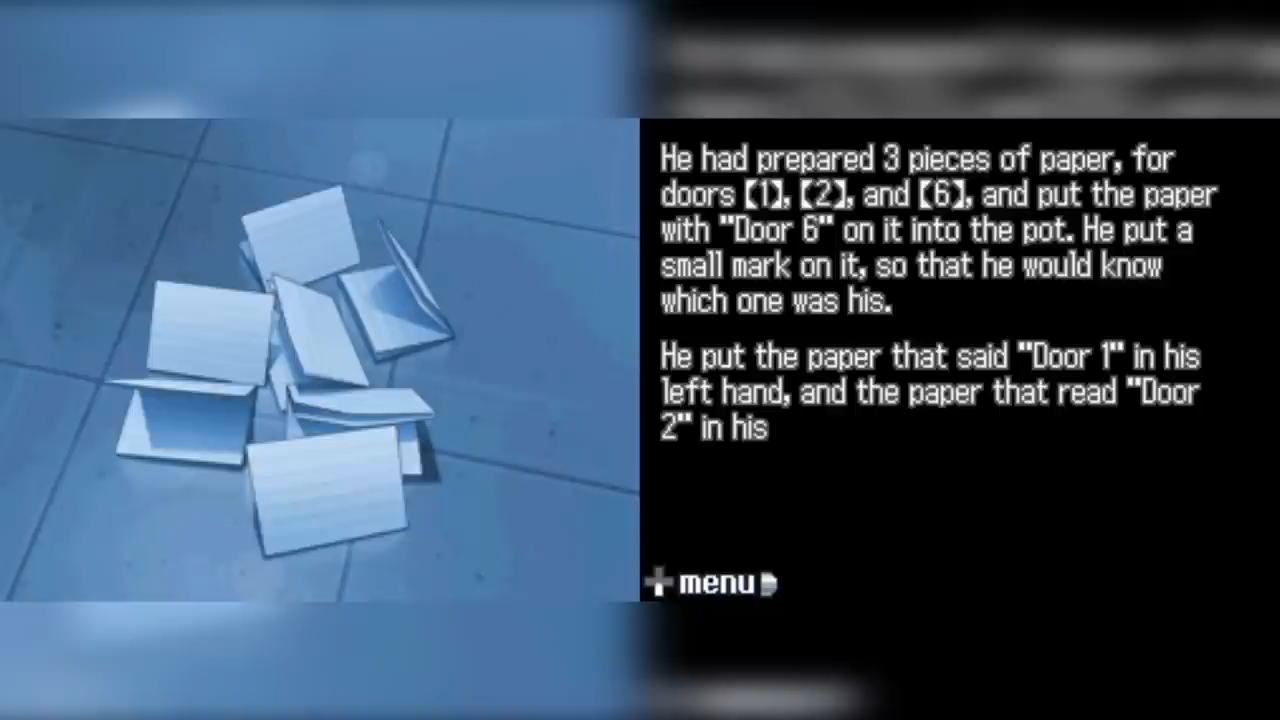 He had prepared 3 pieces of paper, for
doors 【1】, 【2】, and 【6】, and put the paper
with "Door 6" on it into the pot. He put a
small mark on it, so that he would know
which one was his.
He put the paper that said "Door 1" in his
left hand, and the paper that read "Door
2" in his
menu